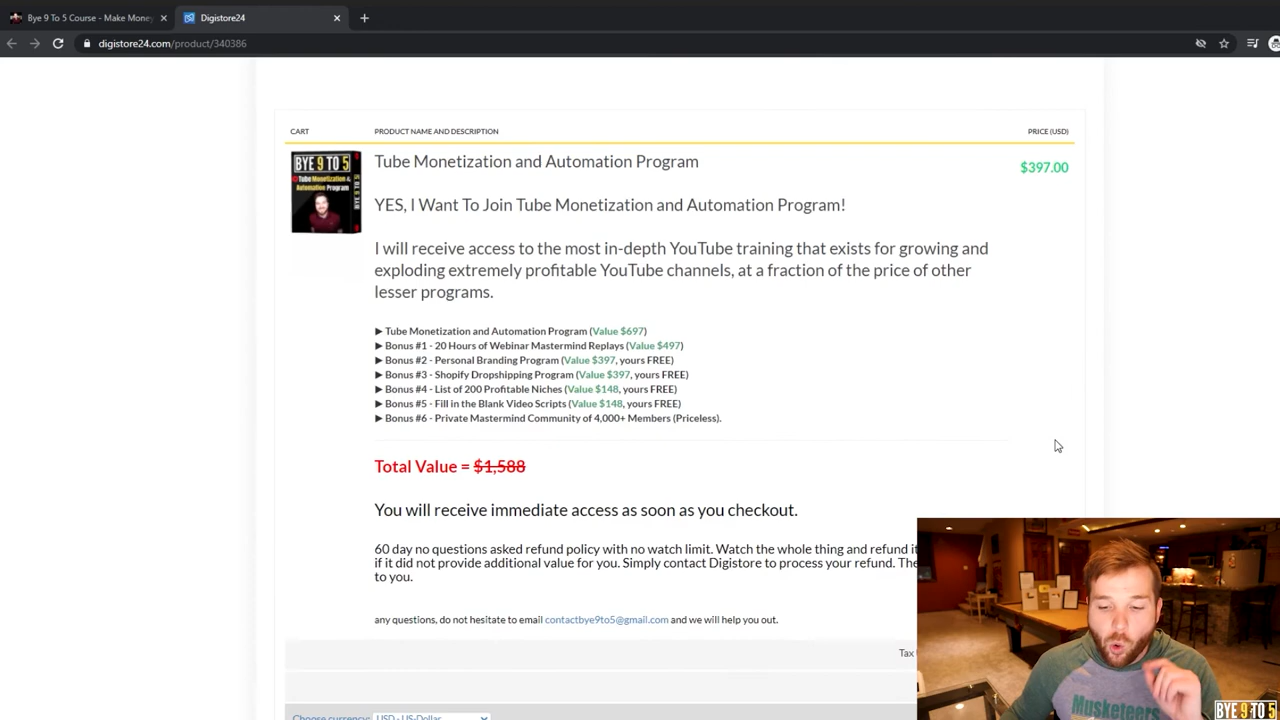 Bye 9 To 5 Course - Make Money
Digistore24
digistore24.com/product/340386
CART
PRODUCT NAME AND DESCRIPTION
PRICE (USD)
BYE 9 TO 5
Tube Monetization &
Automation Program
BYE 9 TO 5
Tube Monetization and Automation Program
$397.00
YES, I Want To Join Tube Monetization and Automation Program!
I will receive access to the most in-depth YouTube training that exists for growing and
exploding extremely profitable YouTube channels, at a fraction of the price of other
lesser programs.
▶ Tube Monetization and Automation Program (Value $697)
▶ Bonus #1 - 20 Hours of Webinar Mastermind Replays (Value $497)
▶ Bonus #2 - Personal Branding Program (Value $397, yours FREE)
▶ Bonus #3 - Shopify Dropshipping Program (Value $397, yours FREE)
▶ Bonus #4 - List of 200 Profitable Niches (Value $148, yours FREE)
▶ Bonus #5 - Fill in the Blank Video Scripts (Value $148, yours FREE)
▶ Bonus #6 - Private Mastermind Community of 4,000+ Members (Priceless).
Total Value = $1,588
You will receive immediate access as soon as you checkout.
60 day no questions asked refund policy with no watch limit. Watch the whole thing and refund it
if it did not provide additional value for you. Simply contact Digistore to process your refund. The
to you.
any questions, do not hesitate to email contactbye9to5@gmail.com and we will help you out.
Tax
Choose currency: USD - US-Dollar
Musketeers
BYE 9 TO 5